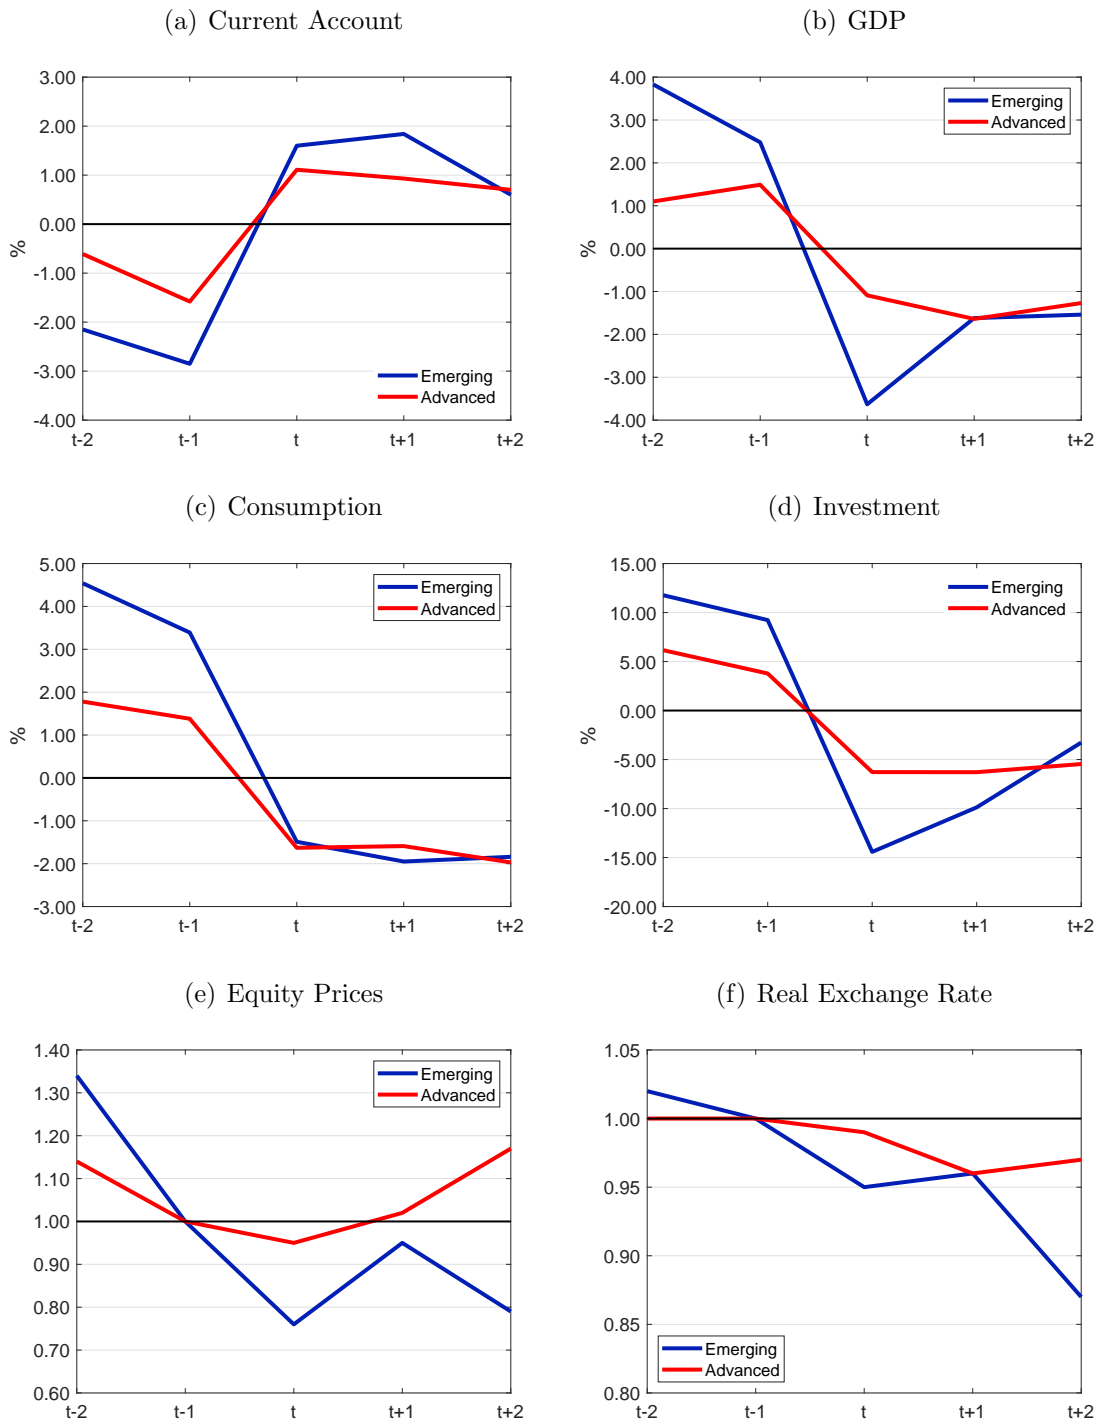 (a) Current Account
3.00
2.00
1.00
0.00
-1.00
-2.00
-3.00
-4.00
%
t-2 t-1 t t+1 t+2
Emerging
Advanced
(b) GDP
4.00
3.00
2.00
1.00
0.00
-1.00
-2.00
-3.00
-4.00
t-2 t-1 t t+1 t+2
Emerging
Advanced
(c) Consumption
5.00
4.00
3.00
2.00
1.00
0.00
-1.00
-2.00
-3.00
%
t-2 t-1 t t+1 t+2
Emerging
Advanced
(d) Investment
15.00
10.00
5.00
0.00
-5.00
-10.00
-15.00
-20.00
%
t-2 t-1 t t+1 t+2
Emerging
Advanced
(e) Equity Prices
1.40
1.30
1.20
1.10
1.00
0.90
0.80
0.70
0.60
t-2 t-1 t t+1 t+2
Emerging
Advanced
(f) Real Exchange Rate
1.05
1.00
0.95
0.90
0.85
0.80
t-2 t-1 t t+1 t+2
Emerging
Advanced